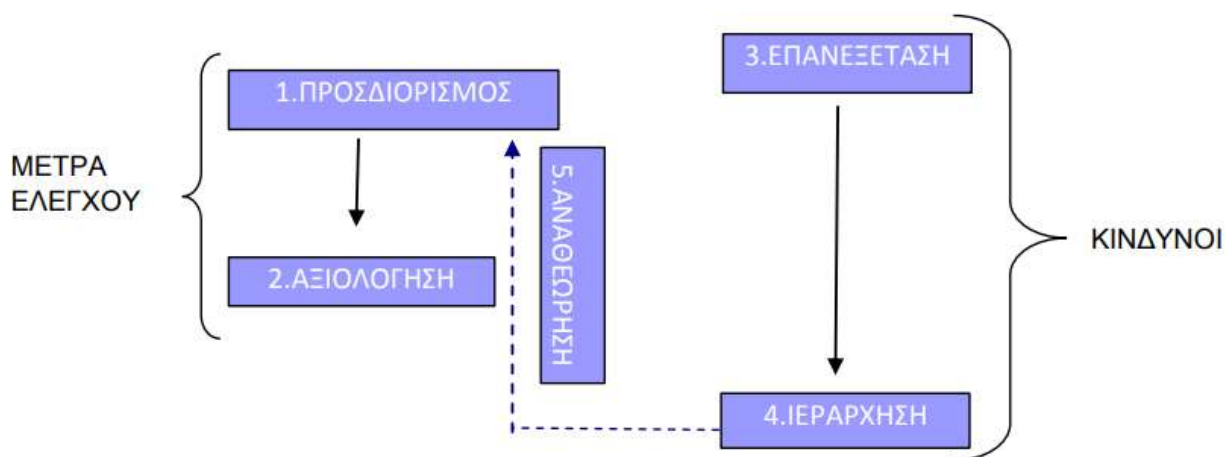 1.ΠΡΟΣΔΙΟΡΙΣΜΟΣ
2.ΑΞΙΟΛΟΓΗΣΗ
3.ΕΠΑΝΕΞΕΤΑΣΗ
4.ΙΕΡΑΡΧΗΣΗ
5.ΑΝΑΘΕΩΡΗΣΗ
ΜΕΤΡΑ
ΕΛΕΓΧΟΥ
ΚΙΝΔΥΝΟΙ